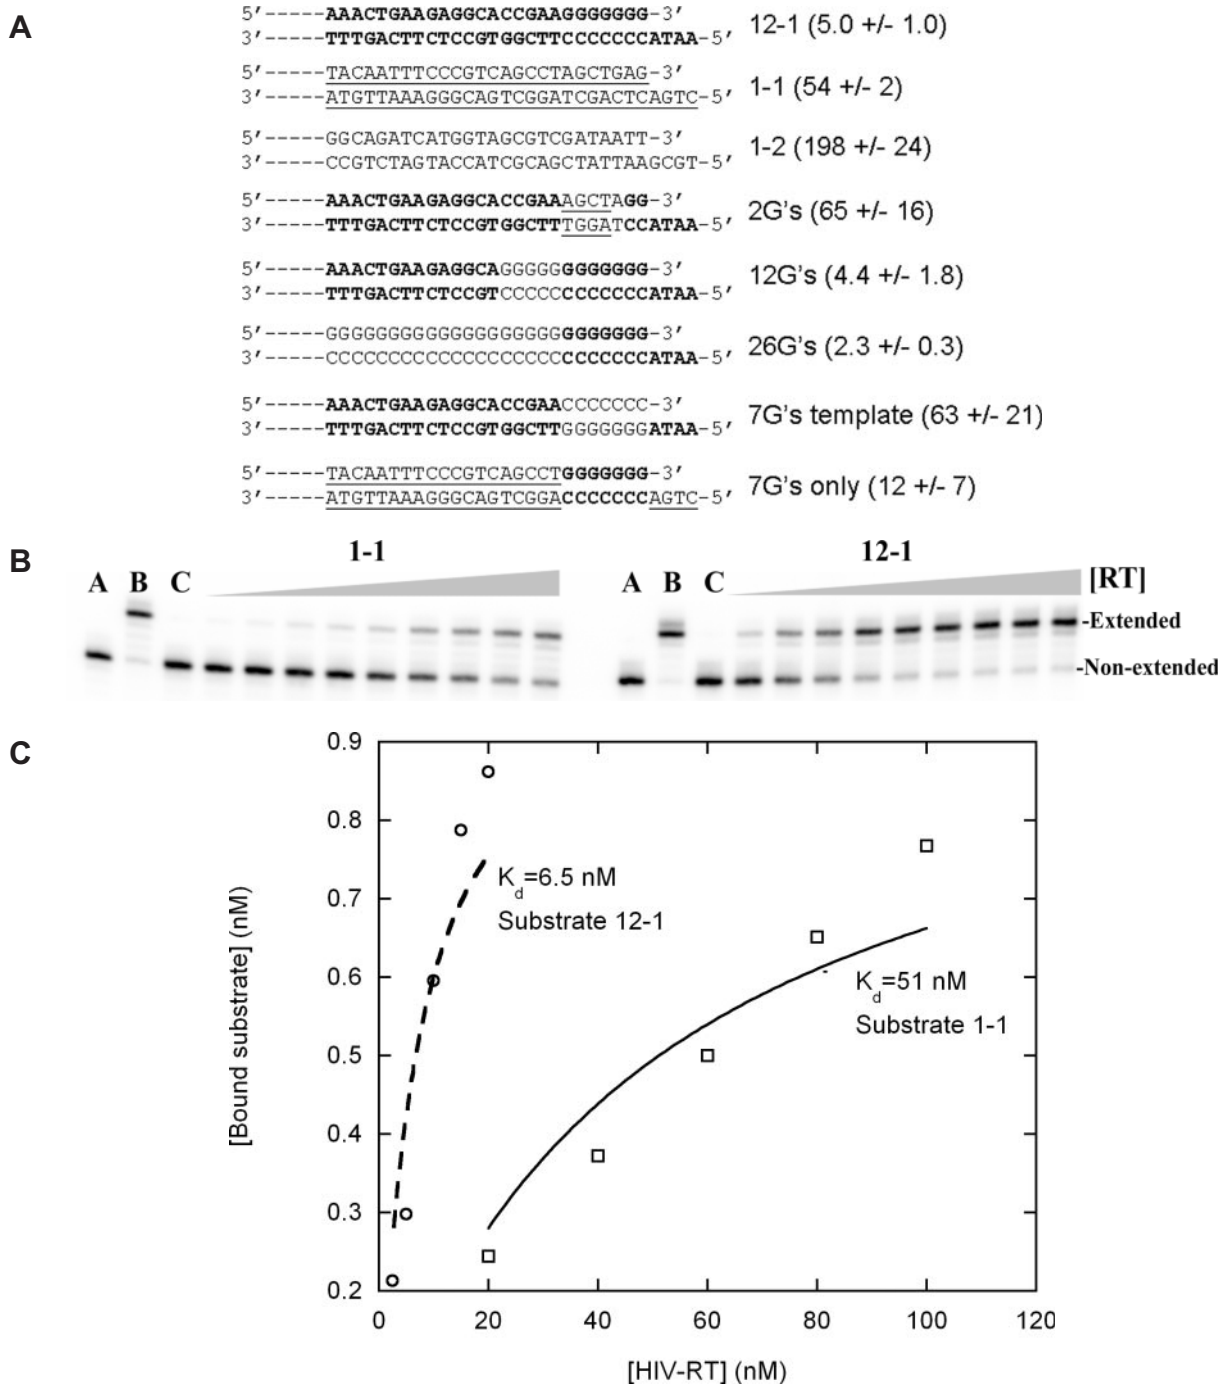 A
5'-----AAACTGAAGAGGCACCGAAGGGGGGG-3'
3'-----TTTGACTTCTCCGTGGCTTCCCCCCCATAA-5'
12-1 (5.0 +/- 1.0)
5'-----TACAATTTCCCGTCAGCCTAGCTGAG-3'
3'-----ATGTTAAAGGGCAGTCGGATCGACTCAGTC-5'
1-1 (54 +/- 2)
5'-----GGCAGATCATGGTAGCGTCGATAATT-3'
3'-----CCGTCTAGTACCATCGCAGCTATTAAGCGT-5'
1-2 (198 +/- 24)
5'-----AAACTGAAGAGGCACCGAAAGCTAGG-3'
3'-----TTTGACTTCTCCGTGGCTTTGGATCCATAA-5'
2G's (65 +/- 16)
5'-----AAACTGAAGAGGCAGGGGGGGGGGGG-3'
3'-----TTTGACTTCTCCGTCCCCCCCCCCCCATAA-5'
12G's (4.4 +/- 1.8)
5'-----GGGGGGGGGGGGGGGGGGGGGGGGGG-3'
3'-----CCCCCCCCCCCCCCCCCCCCCCCCCCATAA-5'
26G's (2.3 +/- 0.3)
5'-----AAACTGAAGAGGCACCGAACCCCCCC-3'
3'-----TTTGACTTCTCCGTGGCTTGGGGGGGATAA-5'
7G's template (63 +/- 21)
5'-----TACAATTTCCCGTCAGCCTGGGGGGG-3'
3'-----ATGTTAAAGGGCAGTCGGACCCCCCCAGTC-5'
7G's only (12 +/- 7)
B
1-1
12-1
A B C
A B C
[RT]
-Extended
-Non-extended
C
0.9
0.8
0.7
0.6
0.5
0.4
0.3
0.2
[Bound substrate] (nM)
Kd=6.5 nM
Substrate 12-1
Kd=51 nM
Substrate 1-1
0 20 40 60 80 100 120
[HIV-RT] (nM)